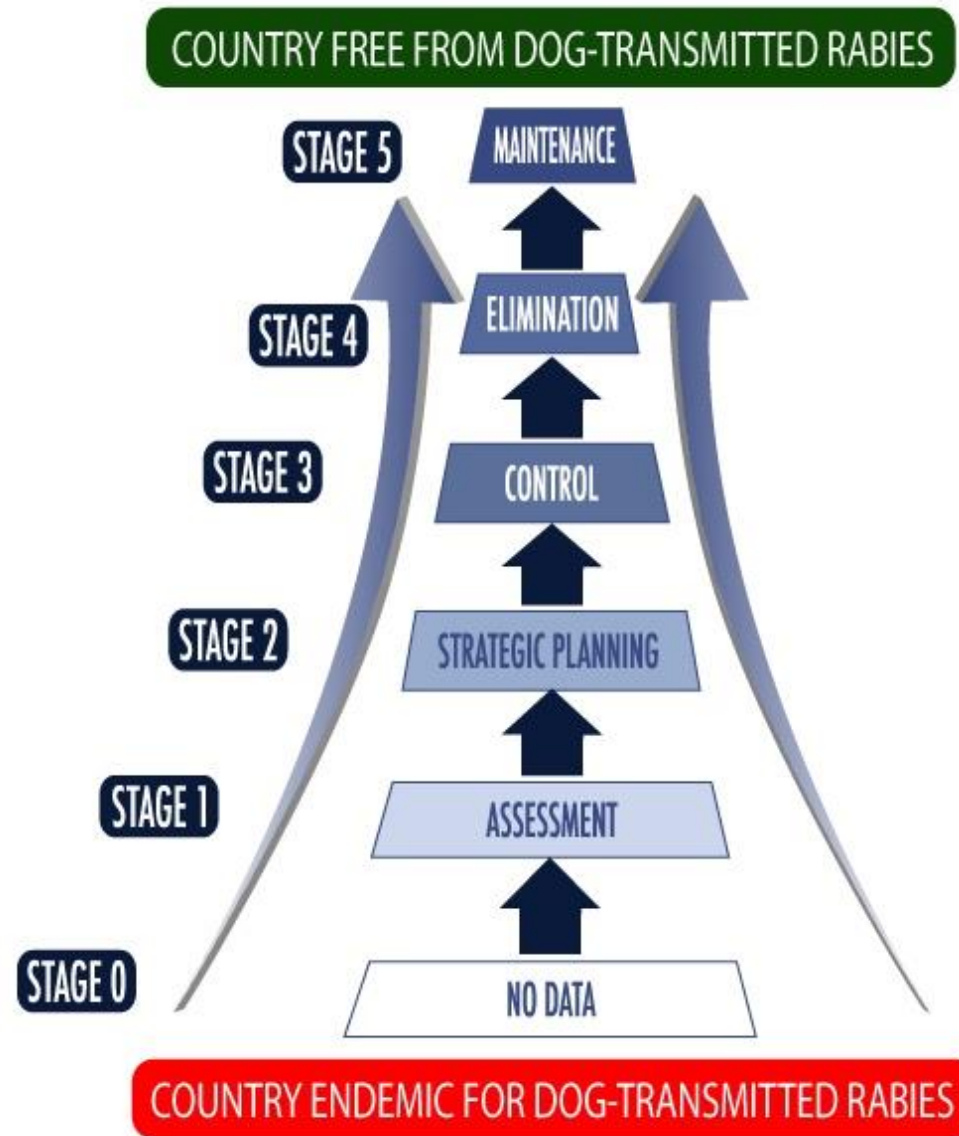 COUNTRY FREE FROM DOG-TRANSMITTED RABIES
STAGE 5
MAINTENANCE
STAGE 4
ELIMINATION
STAGE 3
CONTROL
STAGE 2
STRATEGIC PLANNING
STAGE 1
ASSESSMENT
STAGE 0
NO DATA
COUNTRY ENDEMIC FOR DOG-TRANSMITTED RABIES